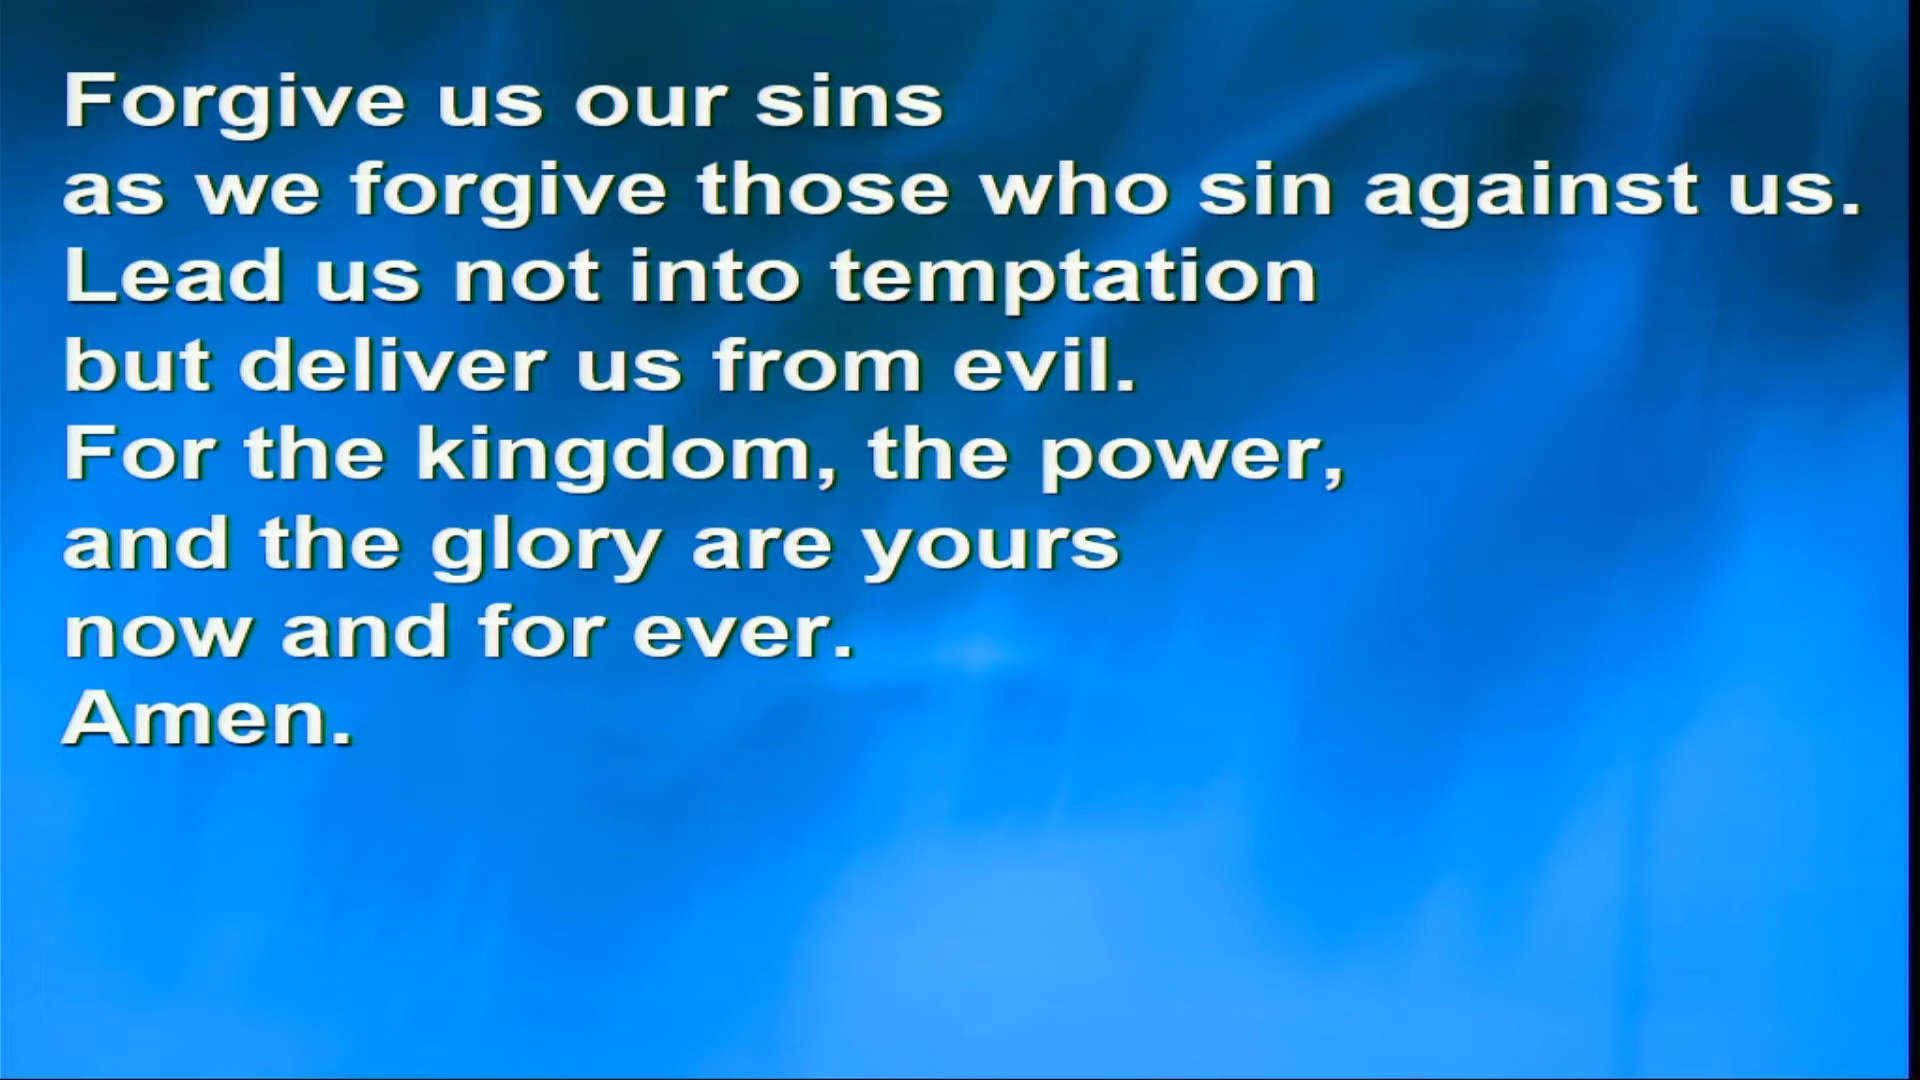 Forgive us our sins
as we forgive those who sin against us.
Lead us not into temptation
but deliver us from evil.
For the kingdom, the power,
and the glory are yours
now and for ever.
Amen.